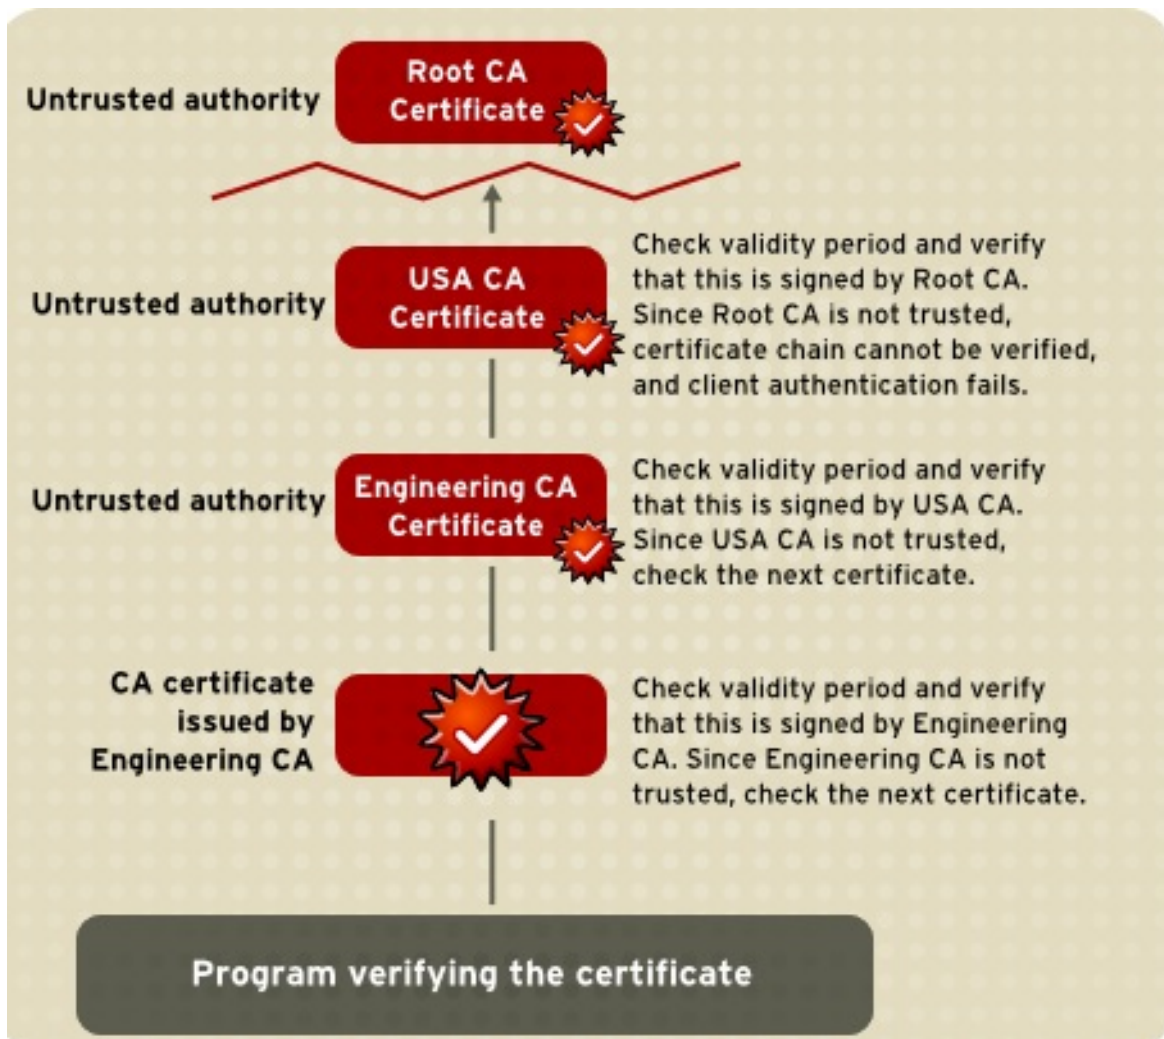 Root CA
Certificate
Untrusted authority
USA CA
Certificate
Untrusted authority
Check validity period and verify
that this is signed by Root CA.
Since Root CA is not trusted,
certificate chain cannot be verified,
and client authentication fails.
Engineering CA
Certificate
Untrusted authority
Check validity period and verify
that this is signed by USA CA.
Since USA CA is not trusted,
check the next certificate.
CA certificate
issued by
Engineering CA
Check validity period and verify
that this is signed by Engineering
CA. Since Engineering CA is not
trusted, check the next certificate.
Program verifying the certificate